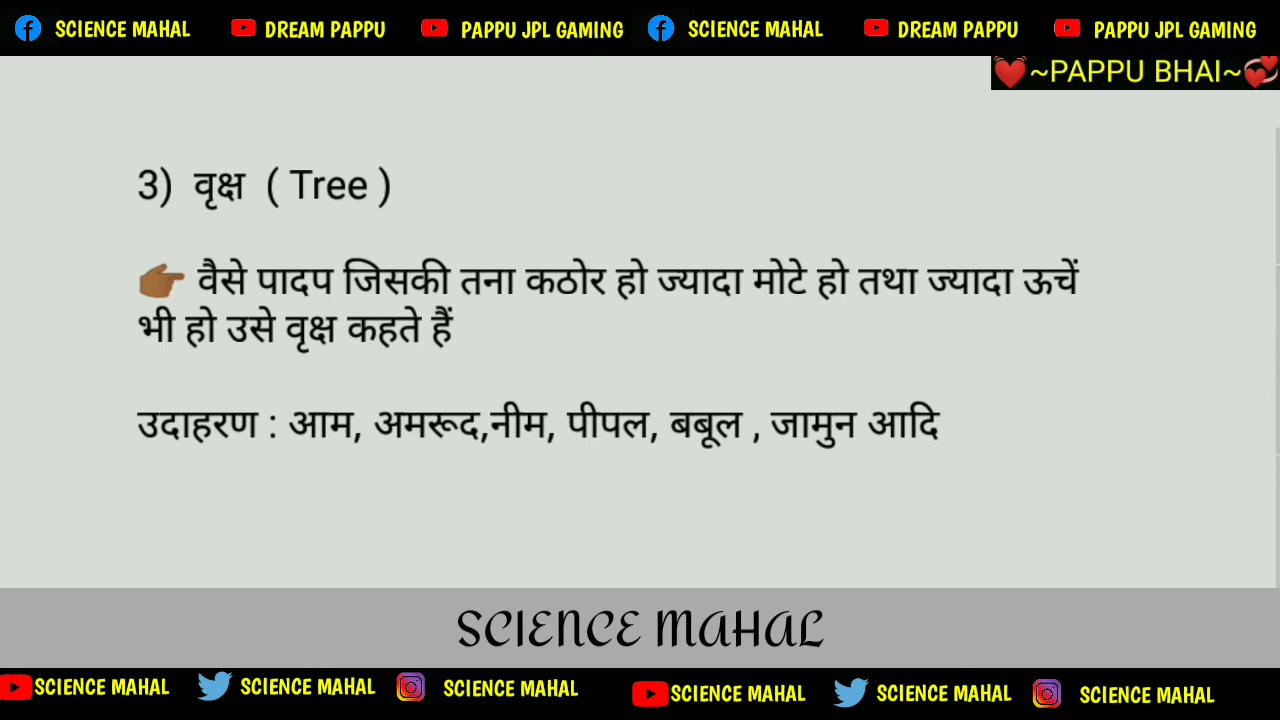 SCIENCE MAHAL DREAM PAPPU PAPPU JPL GAMING SCIENCE MAHAL DREAM PAPPU PAPPU JPL GAMING
❤️~PAPPU BHAI~💞
3) वृक्ष ( Tree )
👉🏾 वैसे पादप जिसकी तना कठोर हो ज्यादा मोटे हो तथा ज्यादा ऊचें
भी हो उसे वृक्ष कहते हैं
उदाहरण : आम, अमरूद,नीम, पीपल, बबूल , जामुन आदि
SCIENCE MAHAL
SCIENCE MAHAL SCIENCE MAHAL SCIENCE MAHAL SCIENCE MAHAL SCIENCE MAHAL SCIENCE MAHAL